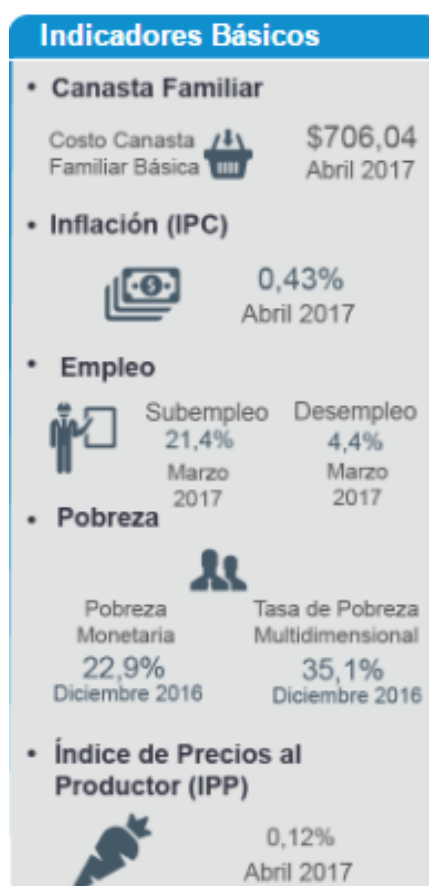 Indicadores Básicos
• Canasta Familiar
Costo Canasta
Familiar Básica
$706,04
Abril 2017
• Inflación (IPC)
0,43%
Abril 2017
• Empleo
Subempleo
21,4%
Marzo
2017
Desempleo
4,4%
Marzo
2017
• Pobreza
Pobreza
Monetaria
22,9%
Diciembre 2016
Tasa de Pobreza
Multidimensional
35,1%
Diciembre 2016
• Índice de Precios al
Productor (IPP)
0,12%
Abril 2017